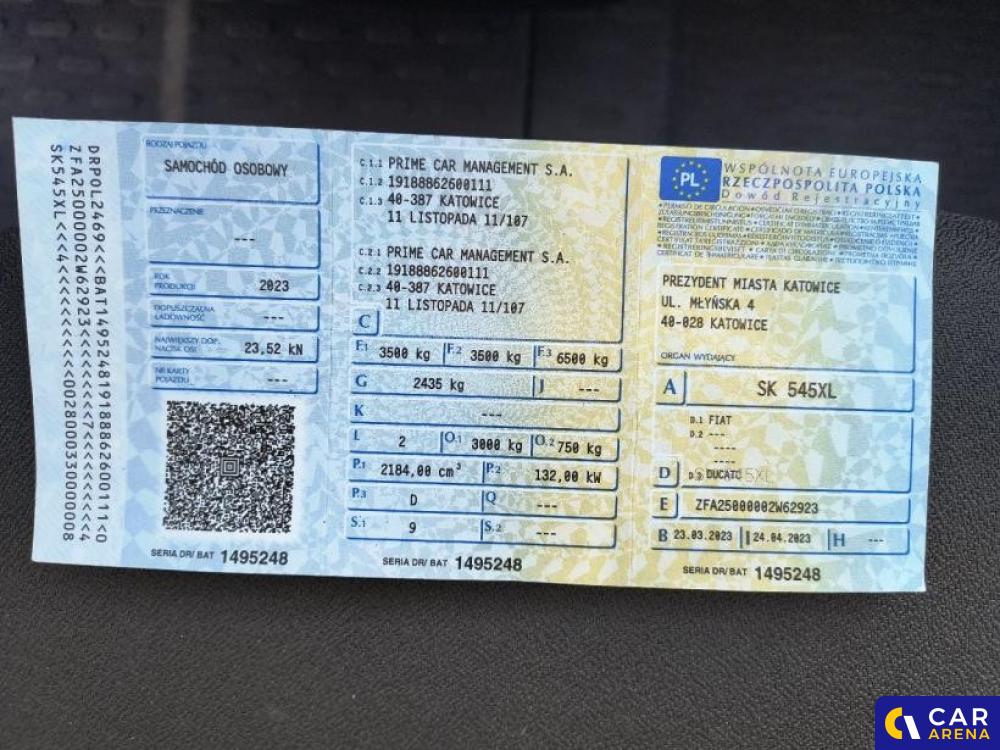 DRPOL2469<<BAT14952481918886260011​1<0
ZFA25000002W62923<<<<<<<<7<<<<<<4
SK545XL<<<4<<<<<<<<<0028000330000008
RODZAJ POJAZDU
SAMOCHÓD OSOBOWY
PRZEZNACZENIE
---
ROK PRODUKCJI 2023
DOPUSZCZALNA ŁADOWNOŚĆ ---
NAJWIĘKSZY DOP. NACISK OSI 23,52 kN
NR KARTY POJAZDU ---
SERIA DR/ BAT 1495248
C.1.1 PRIME CAR MANAGEMENT S.A.
C.1.2 19188862600111
C.1.3 40-387 KATOWICE
11 LISTOPADA 11/107
C.2.1 PRIME CAR MANAGEMENT S.A.
C.2.2 19188862600111
C.2.3 40-387 KATOWICE
11 LISTOPADA 11/107
C
F.1 3500 kg F.2 3500 kg F.3 6500 kg
G 2435 kg J ---
K ---
L 2 O.1 3000 kg O.2 750 kg
P.1 2184,00 cm³ P.2 132,00 kW
P.3 D Q ---
S.1 9 S.2 ---
SERIA DR/ BAT 1495248
PL
WSPÓLNOTA EUROPEJSKA
RZECZPOSPOLITA POLSKA
Dowód Rejestracyjny
PREZYDENT MIASTA KATOWICE
UL. MŁYŃSKA 4
40-028 KATOWICE
ORGAN WYDAJĄCY
A SK 545XL
D.1 FIAT
D.2 ---
----
----
D D.3 DUCATO
E ZFA25000002W62923
B 23.03.2023 I 24.04.2023 H ---
SERIA DR/ BAT 1495248
CAR
ARENA